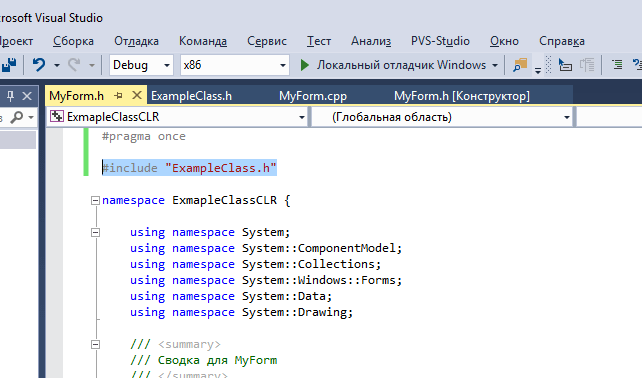 crosoft Visual Studio
Проект Сборка Отладка Команда Сервис Тест Анализ PVS-Studio Окно Справка
Debug x86 Локальный отладчик Windows
MyForm.h ExampleClass.h MyForm.cpp MyForm.h [Конструктор]
ExmapleClassCLR (Глобальная область)
#pragma once
#include "ExampleClass.h"
namespace ExmapleClassCLR {
using namespace System;
using namespace System::ComponentModel;
using namespace System::Collections;
using namespace System::Windows::Forms;
using namespace System::Data;
using namespace System::Drawing;
/// <summary>
/// Сводка для MyForm
/// </summary>